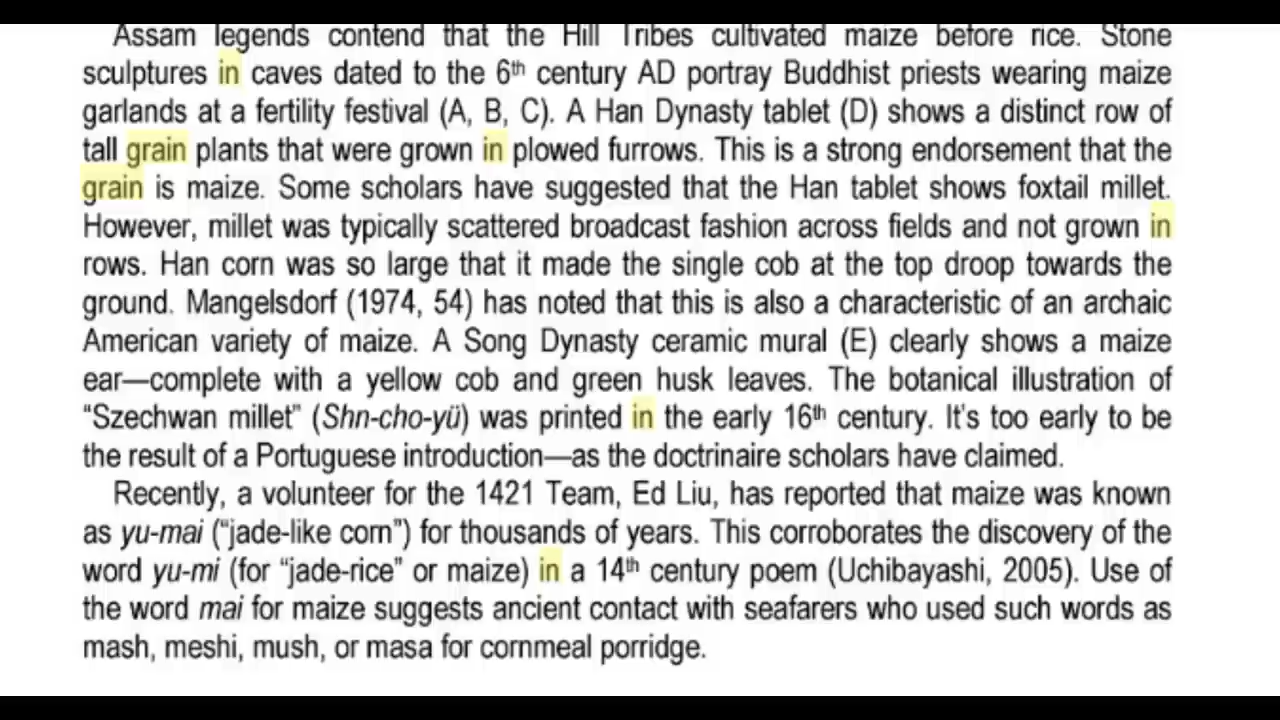 Assam legends contend that the Hill Tribes cultivated maize before rice. Stone
sculptures in caves dated to the 6th century AD portray Buddhist priests wearing maize
garlands at a fertility festival (A, B, C). A Han Dynasty tablet (D) shows a distinct row of
tall grain plants that were grown in plowed furrows. This is a strong endorsement that the
grain is maize. Some scholars have suggested that the Han tablet shows foxtail millet.
However, millet was typically scattered broadcast fashion across fields and not grown in
rows. Han corn was so large that it made the single cob at the top droop towards the
ground. Mangelsdorf (1974, 54) has noted that this is also a characteristic of an archaic
American variety of maize. A Song Dynasty ceramic mural (E) clearly shows a maize
ear—complete with a yellow cob and green husk leaves. The botanical illustration of
“Szechwan millet” (Shn-cho-yü) was printed in the early 16th century. It’s too early to be
the result of a Portuguese introduction—as the doctrinaire scholars have claimed.
Recently, a volunteer for the 1421 Team, Ed Liu, has reported that maize was known
as yu-mai (“jade-like corn”) for thousands of years. This corroborates the discovery of the
word yu-mi (for “jade-rice” or maize) in a 14th century poem (Uchibayashi, 2005). Use of
the word mai for maize suggests ancient contact with seafarers who used such words as
mash, meshi, mush, or masa for cornmeal porridge.